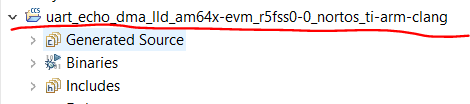 uart_echo_dma_lld_am64x-evm_r5fss0-0_nortos_ti-arm-clang
Generated Source
Binaries
Includes